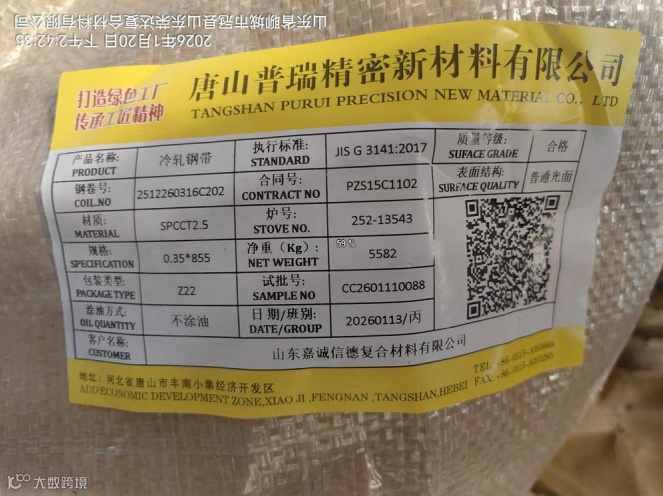 2026年1月20日 下午2:42:35
山东省聊城市冠县山东荣达复合材料有限公司
打造绿色工厂
传承工匠精神
唐山普瑞精密新材料有限公司
TANGSHAN PURUI PRECISION NEW MATERIAL CO., LTD
产品名称: PRODUCT 冷轧钢带 执行标准: STANDARD JIS G 3141:2017 质量等级: SUFACE GRADE 合格
钢卷号: COIL.NO 2512260316C202 合同号: CONTRACT NO PZS15C1102 表面结构: SURFACE QUALITY 普通光面
材质: MATERIAL SPCCT2.5 炉号: STOVE NO. 252-13543
规格: SPECIFICATION 0.35*855 净重（Kg）: NET WEIGHT 5582
59 %
包装类型: PACKAGE TYPE Z22 试批号: SAMPLE NO CC2601110088
涂油方式: OIL QUANTITY 不涂油 日期/班别: DATE/GROUP 20260113/丙
客户名称: CUSTOMER 山东嘉诚信德复合材料有限公司
地址: 河北省唐山市丰南小集经济开发区
ADD:ECONOMIC DEVELOPMENT ZONE,XIAO JI ,FENGNAN ,TANGSHAN,HEBEI
TEL:
FAX:
大数跨境